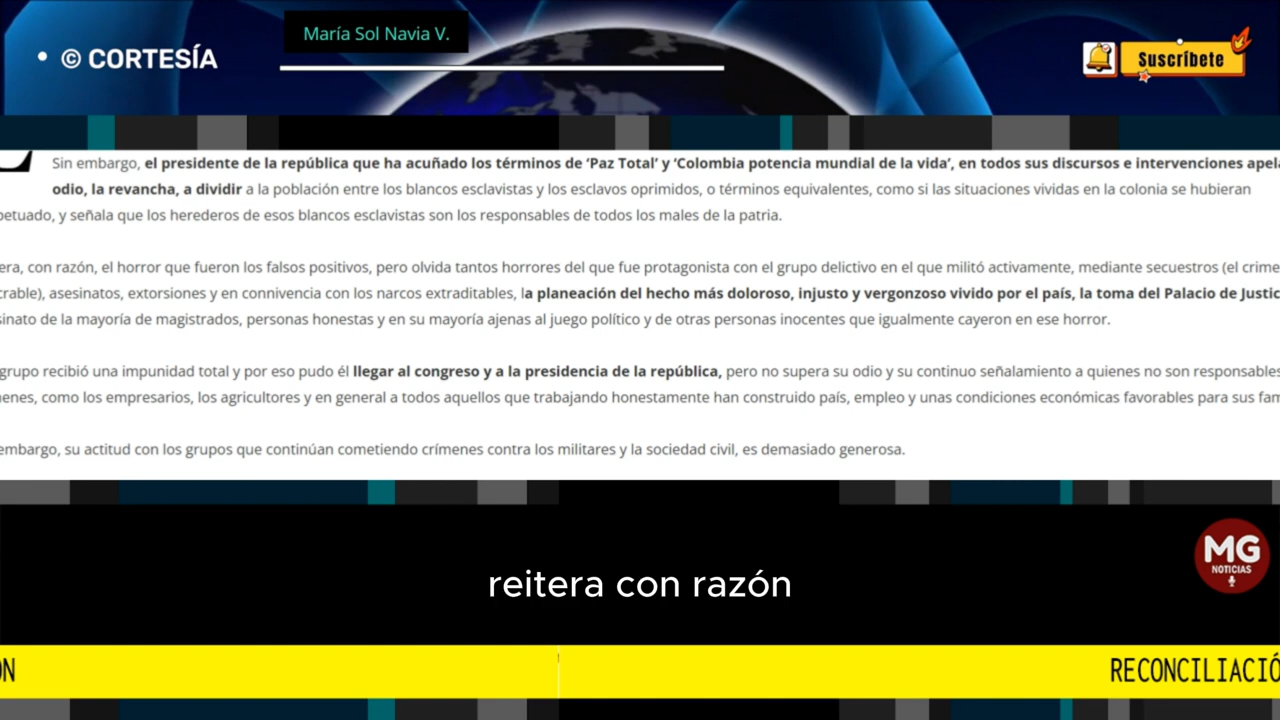 María Sol Navia V.
• © CORTESÍA
Suscríbete
Sin embargo, el presidente de la república que ha acuñado los términos de ‘Paz Total’ y ‘Colombia potencia mundial de la vida’, en todos sus discursos e intervenciones apel
odio, la revancha, a dividir a la población entre los blancos esclavistas y los esclavos oprimidos, o términos equivalentes, como si las situaciones vividas en la colonia se hubieran
petuado, y señala que los herederos de esos blancos esclavistas son los responsables de todos los males de la patria.
era, con razón, el horror que fueron los falsos positivos, pero olvida tantos horrores del que fue protagonista con el grupo delictivo en el que militó activamente, mediante secuestros (el crime
crable), asesinatos, extorsiones y en connivencia con los narcos extraditables, la planeación del hecho más doloroso, injusto y vergonzoso vivido por el país, la toma del Palacio de Justic
sinato de la mayoría de magistrados, personas honestas y en su mayoría ajenas al juego político y de otras personas inocentes que igualmente cayeron en ese horror.
grupo recibió una impunidad total y por eso pudo él llegar al congreso y a la presidencia de la república, pero no supera su odio y su continuo señalamiento a quienes no son responsables
enes, como los empresarios, los agricultores y en general a todos aquellos que trabajando honestamente han construido país, empleo y unas condiciones económicas favorables para sus fam
embargo, su actitud con los grupos que continúan cometiendo crímenes contra los militares y la sociedad civil, es demasiado generosa.
MG
NOTICIAS
reitera con razón
ÓN RECONCILIACIÓ